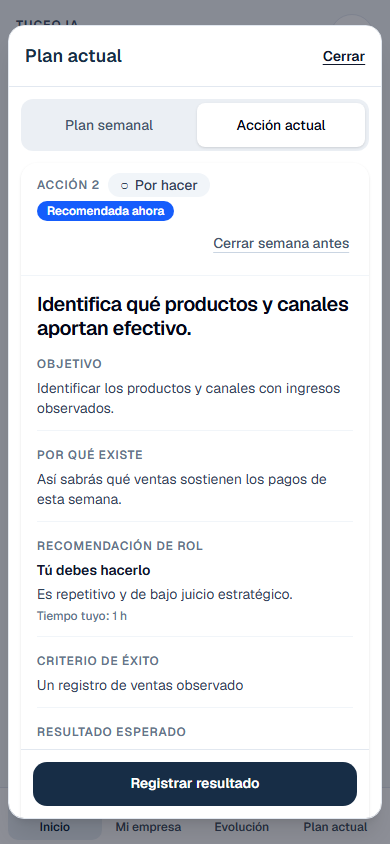 TUCEO IA
Plan actual
Cerrar
Plan semanal
Acción actual
ACCIÓN 2
Por hacer
Recomendada ahora
Cerrar semana antes
Identifica qué productos y canales
aportan efectivo.
OBJETIVO
Identificar los productos y canales con ingresos
observados.
POR QUÉ EXISTE
Así sabrás qué ventas sostienen los pagos de
esta semana.
RECOMENDACIÓN DE ROL
Tú debes hacerlo
Es repetitivo y de bajo juicio estratégico.
Tiempo tuyo: 1 h
CRITERIO DE ÉXITO
Un registro de ventas observado
RESULTADO ESPERADO
Registrar resultado
Inicio
Mi empresa
Evolución
Plan actual